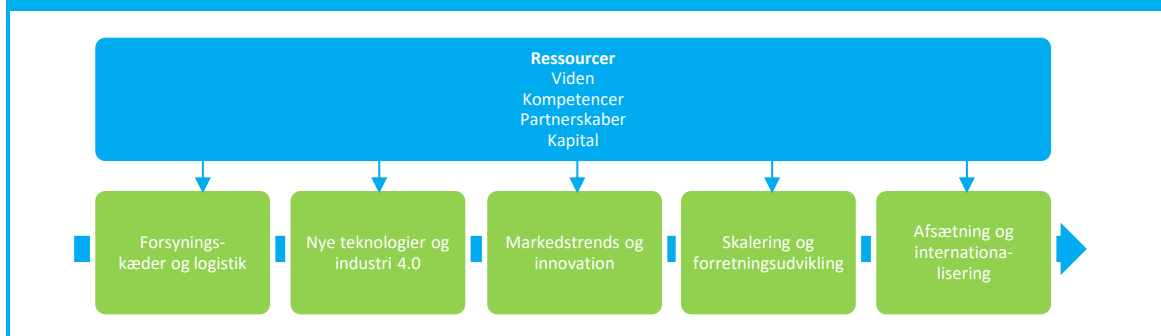 Ressourcer
Viden
Kompetencer
Partnerskaber
Kapital
Forsynings-
kæder og logistik
Nye teknologier og
industri 4.0
Markedstrends og
innovation
Skalering og
forretningsudvikling
Afsætning og
internationa-
lisering